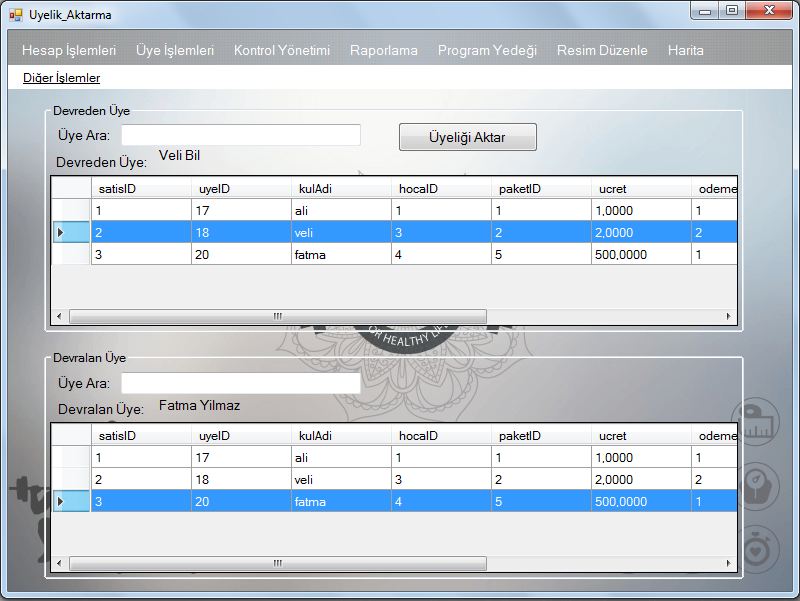 Uyelik_Aktarma
Hesap İşlemleri Üye İşlemleri Kontrol Yönetimi Raporlama Program Yedeği Resim Düzenle Harita
Diğer İşlemler
Devreden Üye
Üye Ara: Üyeliği Aktar
Devreden Üye: Veli Bil
satisID uyeID kulAdi hocaID paketID ucret odeme
1 17 ali 1 1 1,0000 1
2 18 veli 3 2 2,0000 2
3 20 fatma 4 5 500,0000 1
OR HEALTHY LI
Devralan Üye
Üye Ara:
Devralan Üye: Fatma Yilmaz
satisID uyeID kulAdi hocaID paketID ucret odeme
1 17 ali 1 1 1,0000 1
2 18 veli 3 2 2,0000 2
3 20 fatma 4 5 500,0000 1